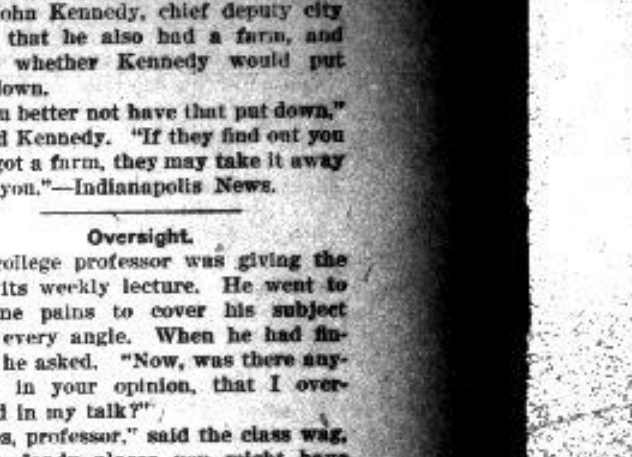 ohn Kennedy, chief deputy city
that he also had a farm, and
whether Kennedy would put
down.
u better not have that put down,"
d Kennedy. "If they find out you
got a farm, they may take it away
you."—Indianapolis News.
Oversight.
college professor was giving the
its weekly lecture. He went to
me pains to cover his subject
every angle. When he had fin-
he asked. "Now, was there any-
in your opinion, that I over-
d in my talk?"
s, professor," said the class wag,